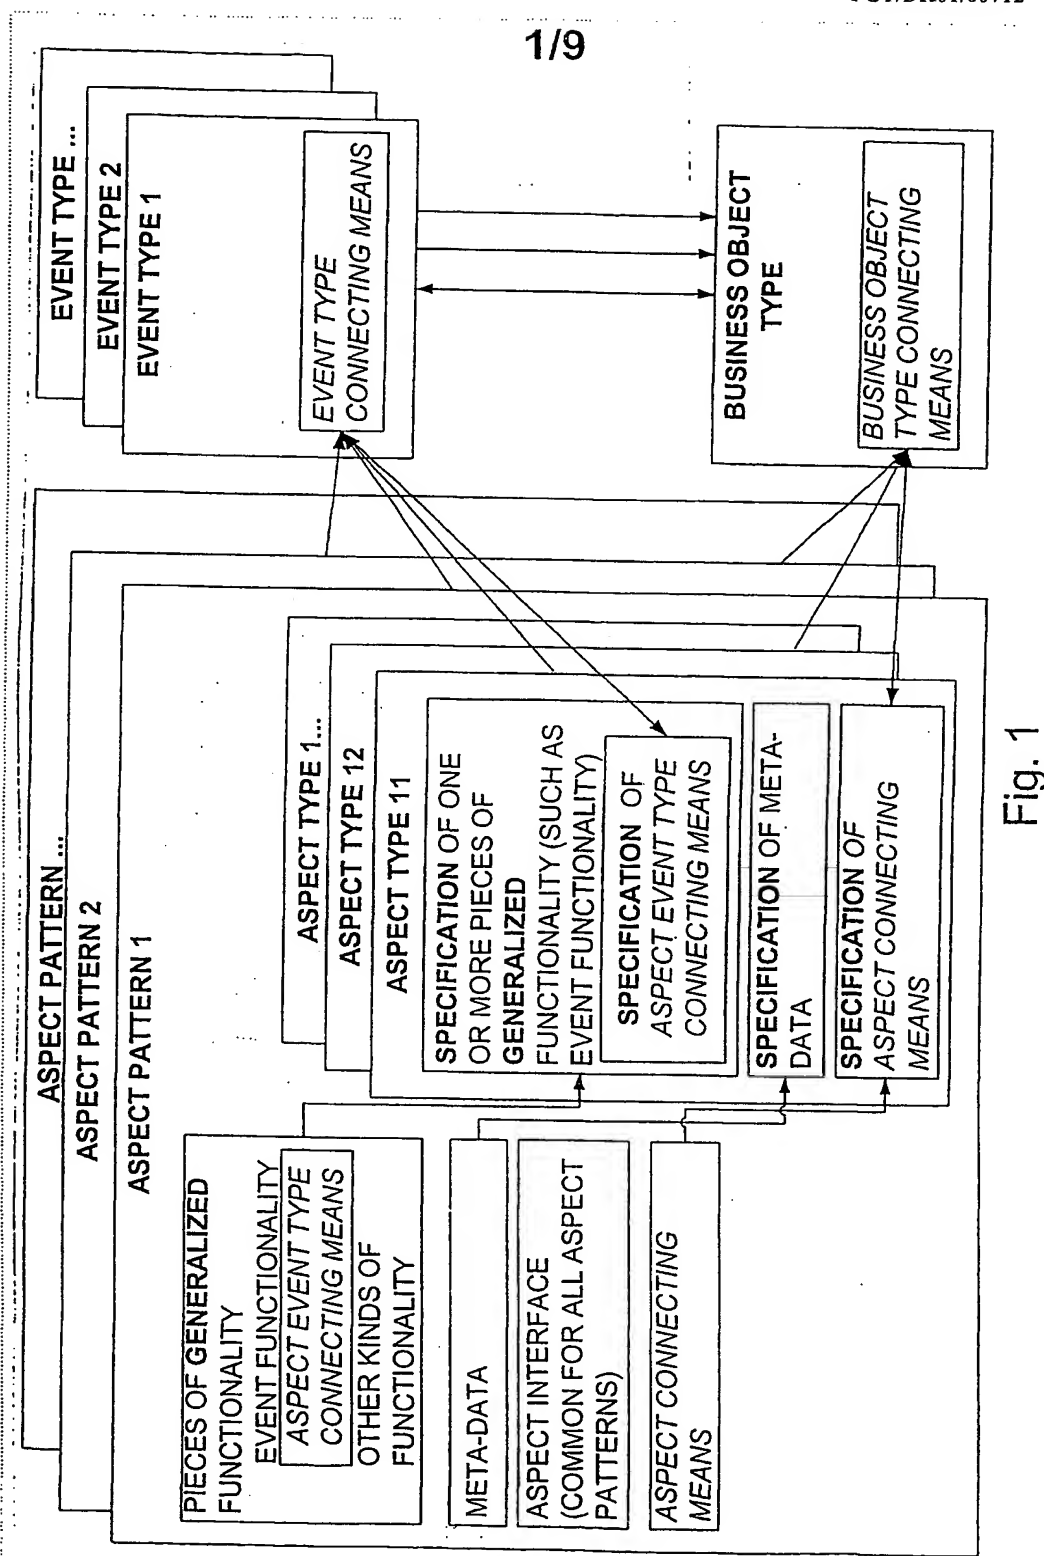 1/9
ASPECT PATTERN ...
ASPECT PATTERN 2
ASPECT PATTERN 1
PIECES OF GENERALIZED
FUNCTIONALITY
EVENT FUNCTIONALITY
ASPECT EVENT TYPE
CONNECTING MEANS
OTHER KINDS OF
FUNCTIONALITY
META-DATA
ASPECT INTERFACE
(COMMON FOR ALL ASPECT
PATTERNS)
ASPECT CONNECTING
MEANS
ASPECT TYPE 1...
ASPECT TYPE 12
ASPECT TYPE 11
SPECIFICATION OF ONE
OR MORE PIECES OF
GENERALIZED
FUNCTIONALITY (SUCH AS
EVENT FUNCTIONALITY)
SPECIFICATION OF
ASPECT EVENT TYPE
CONNECTING MEANS
SPECIFICATION OF META-
DATA
SPECIFICATION OF
ASPECT CONNECTING
MEANS
EVENT TYPE ...
EVENT TYPE 2
EVENT TYPE 1
EVENT TYPE
CONNECTING MEANS
BUSINESS OBJECT
TYPE
BUSINESS OBJECT
TYPE CONNECTING
MEANS
Fig. 1